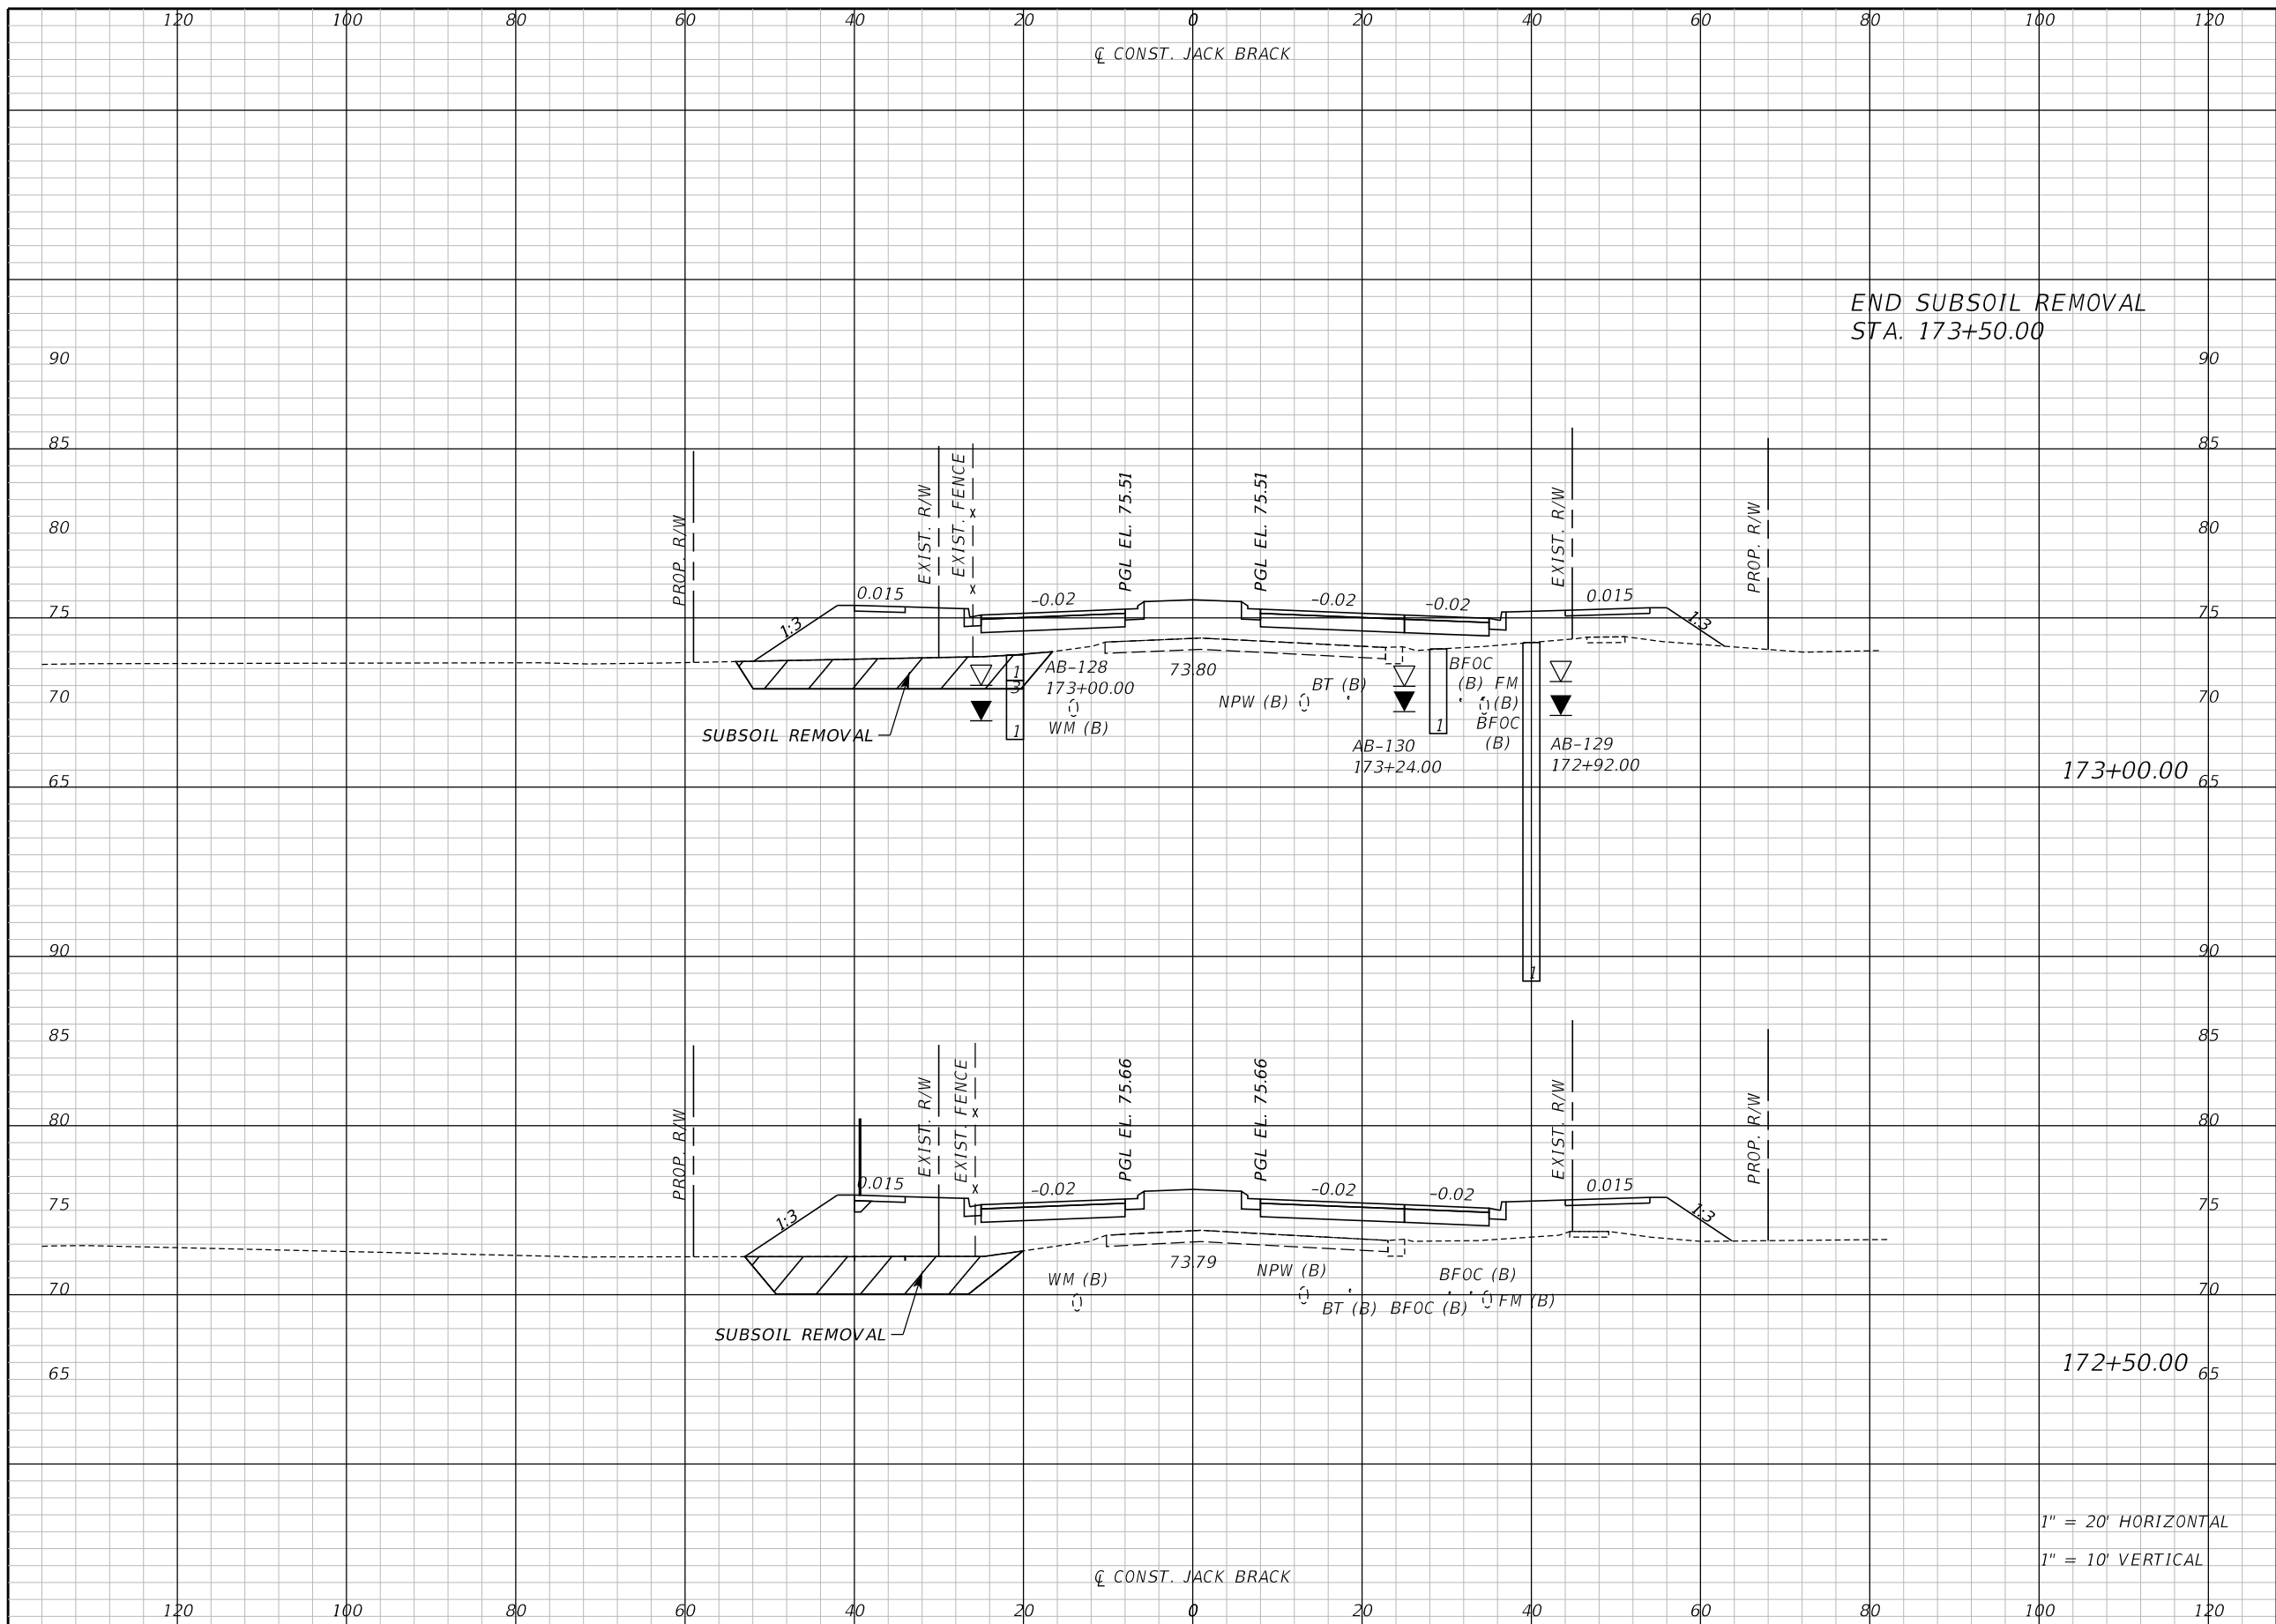 120 100 80 60 40 20 0 20 40 60 80 100 120
℄ CONST. JACK BRACK
END SUBSOIL REMOVAL
STA. 173+50.00
90 90
85 85
80 80
75 75
70 70
65 65
PROP. R/W
EXIST. R/W
EXIST. FENCE
x
x
PGL EL. 75.51
PGL EL. 75.51
EXIST. R/W
PROP. R/W
1:3
0.015
-0.02
-0.02
-0.02
0.015
1:3
73.80
AB-128
173+00.00
1
3
1
WM (B)
SUBSOIL REMOVAL
NPW (B)
BT (B)
BFOC
(B)
FM
(B)
BFOC
(B)
1
AB-130
173+24.00
AB-129
172+92.00
1
173+00.00
90 90
85 85
80 80
75 75
70 70
65 65
PROP. R/W
EXIST. R/W
EXIST. FENCE
x
x
PGL EL. 75.66
PGL EL. 75.66
EXIST. R/W
PROP. R/W
1:3
0.015
-0.02
-0.02
-0.02
0.015
1:3
73.79
WM (B)
NPW (B)
BT (B)
BFOC (B)
BFOC (B)
FM (B)
SUBSOIL REMOVAL
172+50.00
1" = 20' HORIZONTAL
1" = 10' VERTICAL
℄ CONST. JACK BRACK
120 100 80 60 40 20 0 20 40 60 80 100 120